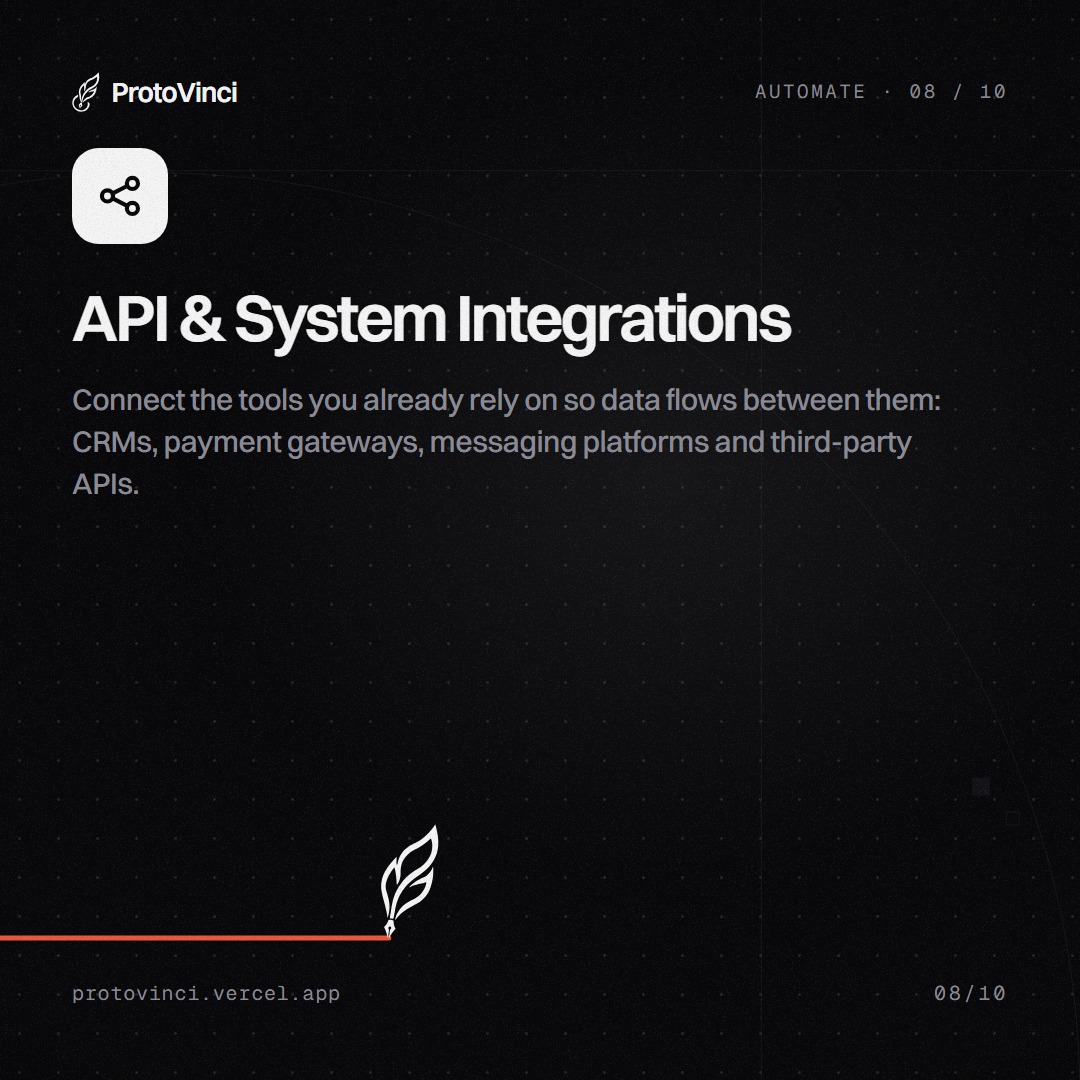 ProtoVinci
AUTOMATE · 08 / 10
API & System Integrations
Connect the tools you already rely on so data flows between them:
CRMs, payment gateways, messaging platforms and third-party
APIs.
protovinci.vercel.app
08/10